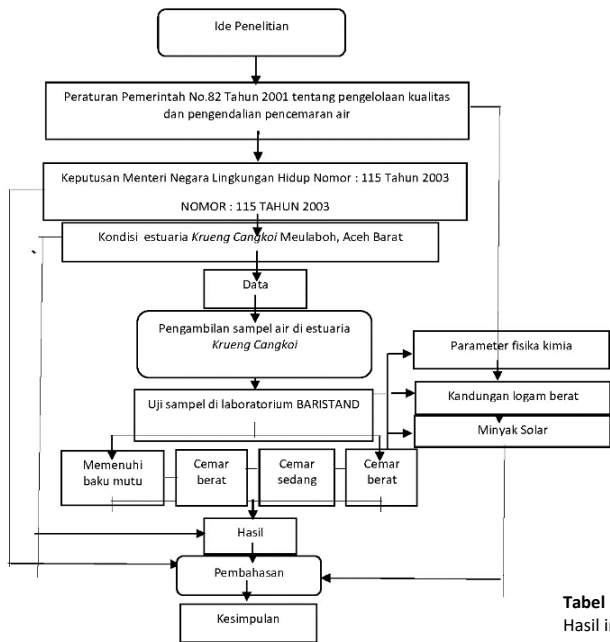 Ide Penelitian
Peraturan Pemerintah No.82 Tahun 2001 tentang pengelolaan kualitas
dan pengendalian pencemaran air
Keputusan Menteri Negara Lingkungan Hidup Nomor : 115 Tahun 2003
NOMOR : 115 TAHUN 2003
Kondisi estuaria Krueng Cangkoi Meulaboh, Aceh Barat
Data
Pengambilan sampel air di estuaria
Krueng Cangkoi
Parameter fisika kimia
Uji sampel di laboratorium BARISTAND
Kandungan logam berat
Minyak Solar
Memenuhi
baku mutu
Cemar
berat
Cemar
sedang
Cemar
berat
Hasil
Pembahasan
Kesimpulan
Tabel
Hasil